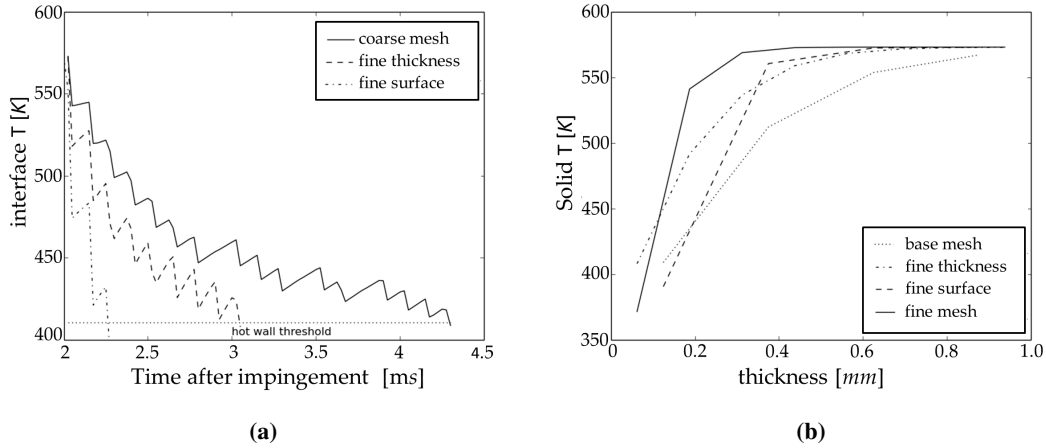 600
550
500
450
400
interface T [K]
coarse mesh
fine thickness
fine surface
hot wall threshold
2
2.5
3
3.5
4
4.5
Time after impingement [ms]
(a)
600
550
500
450
400
350
Solid T [K]
base mesh
fine thickness
fine surface
fine mesh
0
0.2
0.4
0.6
0.8
1.0
thickness [mm]
(b)